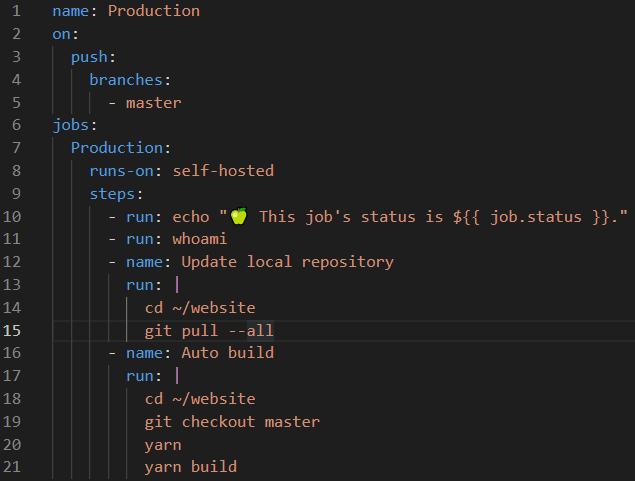 1 name: Production
2 on:
3 push:
4 branches:
5 - master
6 jobs:
7 Production:
8 runs-on: self-hosted
9 steps:
10 - run: echo "🍏 This job's status is ${{ job.status }}."
11 - run: whoami
12 - name: Update local repository
13 run: |
14 cd ~/website
15 git pull --all
16 - name: Auto build
17 run: |
18 cd ~/website
19 git checkout master
20 yarn
21 yarn build